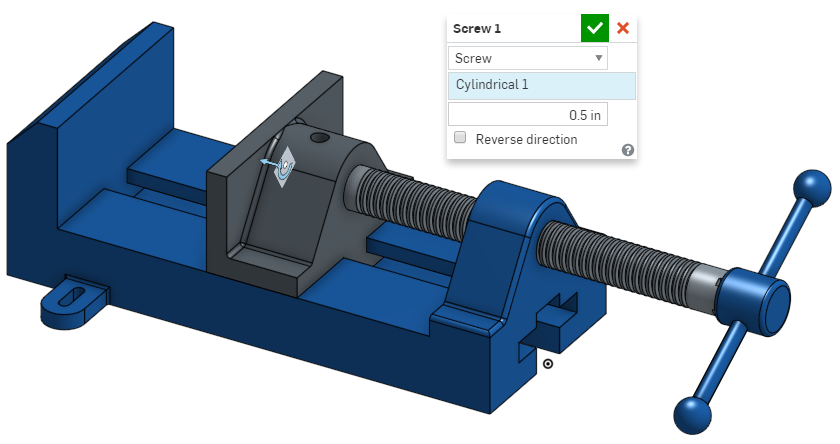 Screw 1
Screw
Cylindrical 1
0.5 in
Reverse direction
?